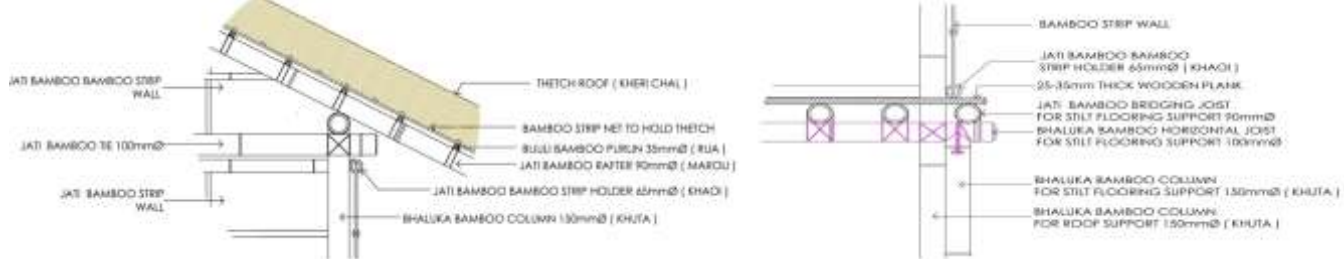 JATI BAMBOO BAMBOO STRIP
WALL
JATI BAMBOO TIE 100mmØ
JATI BAMBOO STRIP
WALL
THETCH ROOF ( KHERI CHAL )
BAMBOO STRIP NET TO HOLD THETCH
BIJULI BAMBOO PURLIN 35mmØ ( RUA )
JATI BAMBOO RAFTER 90mmØ ( MAROLI )
JATI BAMBOO BAMBOO STRIP HOLDER 65mmØ ( KHAOI )
BHALUKA BAMBOO COLUMN 150mmØ ( KHUTA )
BAMBOO STRIP WALL
JATI BAMBOO BAMBOO
STRIP HOLDER 65mmØ ( KHAOI )
25-35mm THICK WOODEN PLANK
JATI BAMBOO BRIDGING JOIST
FOR STILT FLOORING SUPPORT 90mmØ
BHALUKA BAMBOO HORIZONTAL JOIST
FOR STILT FLOORING SUPPORT 100mmØ
BHALUKA BAMBOO COLUMN
FOR STILT FLOORING SUPPORT 150mmØ ( KHUTA )
BHALUKA BAMBOO COLUMN
FOR ROOF SUPPORT 150mmØ ( KHUTA )